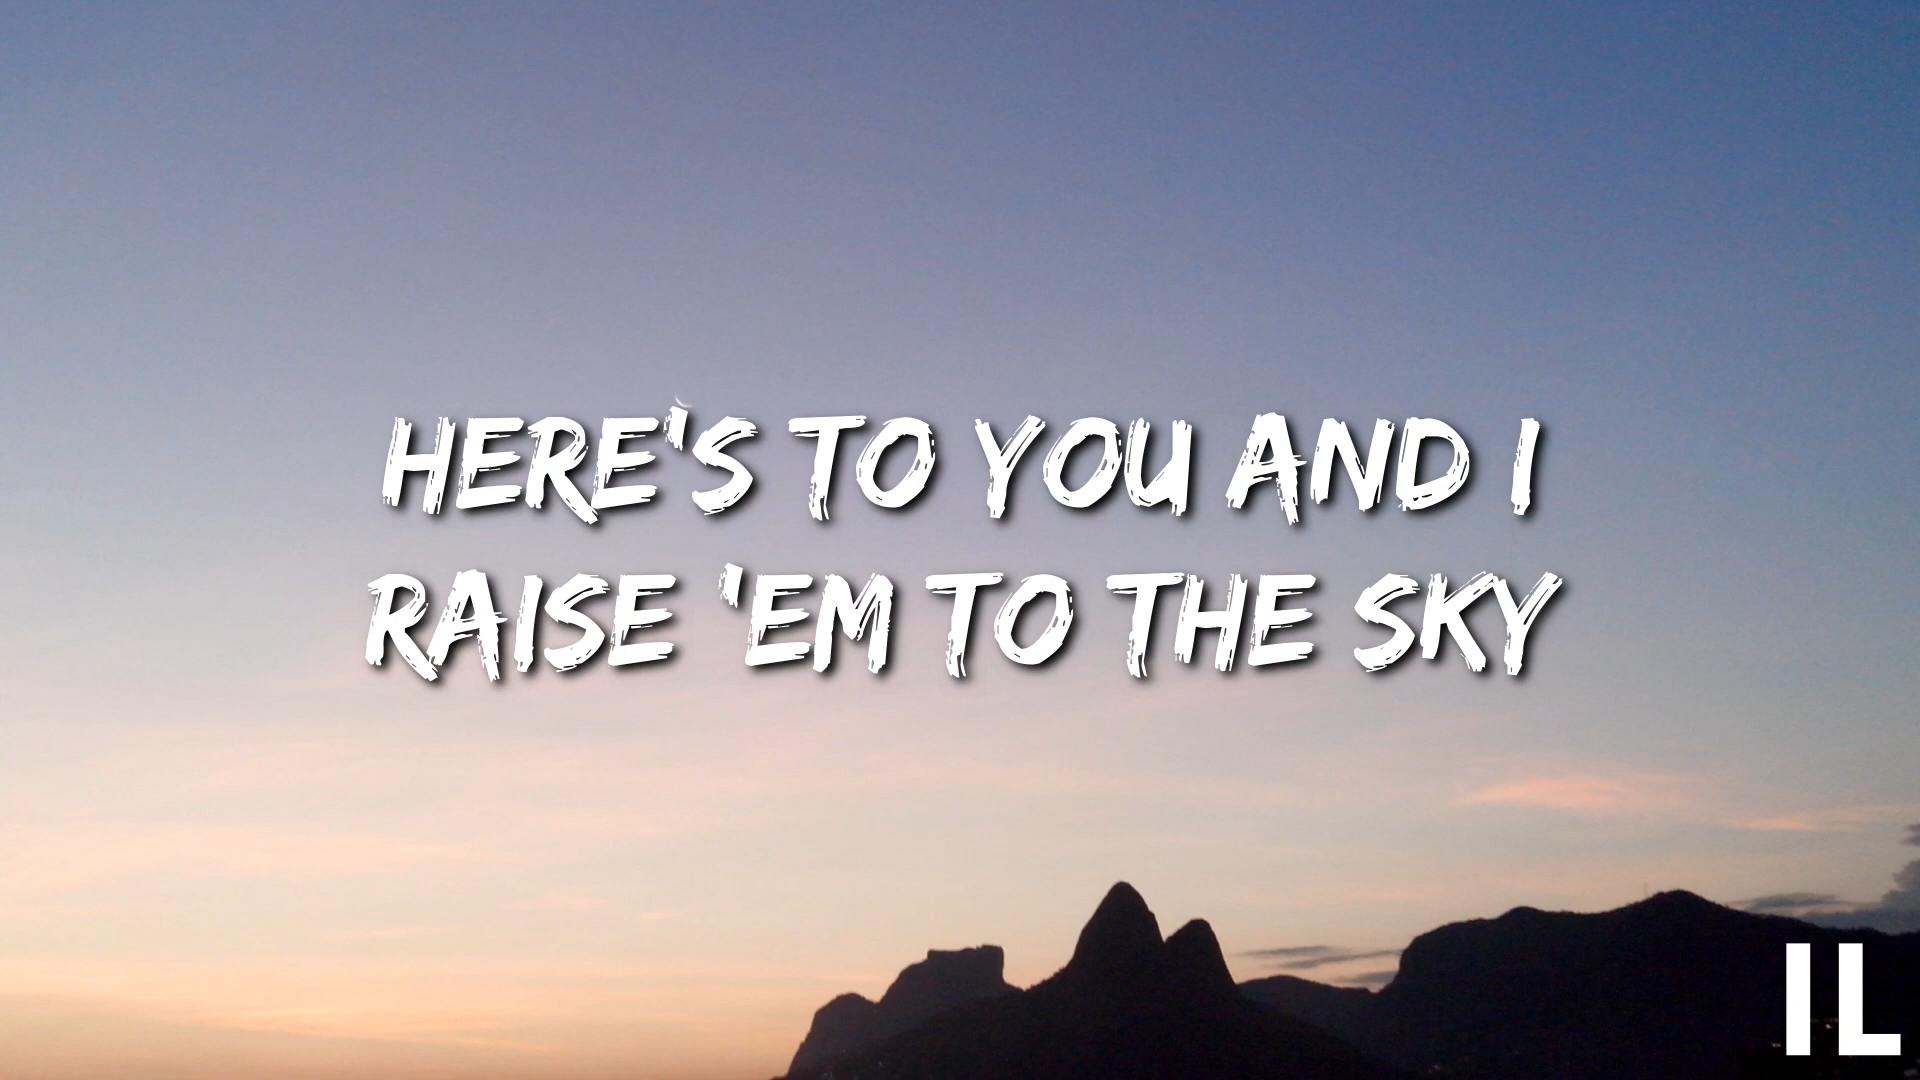 HERE'S TO YOU AND I
RAISE 'EM TO THE SKY
IL